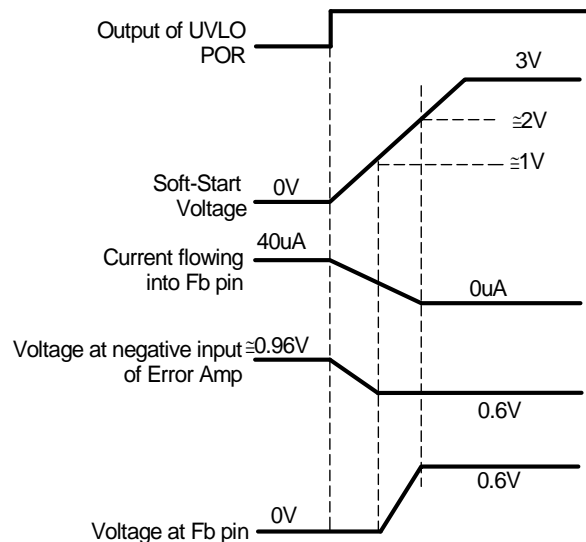 Output of UVLO
POR
3V
≅2V
≅1V
Soft-Start
Voltage
0V
40uA
Current flowing
into Fb pin
0uA
Voltage at negative input
of Error Amp
≅0.96V
0.6V
0.6V
0V
Voltage at Fb pin